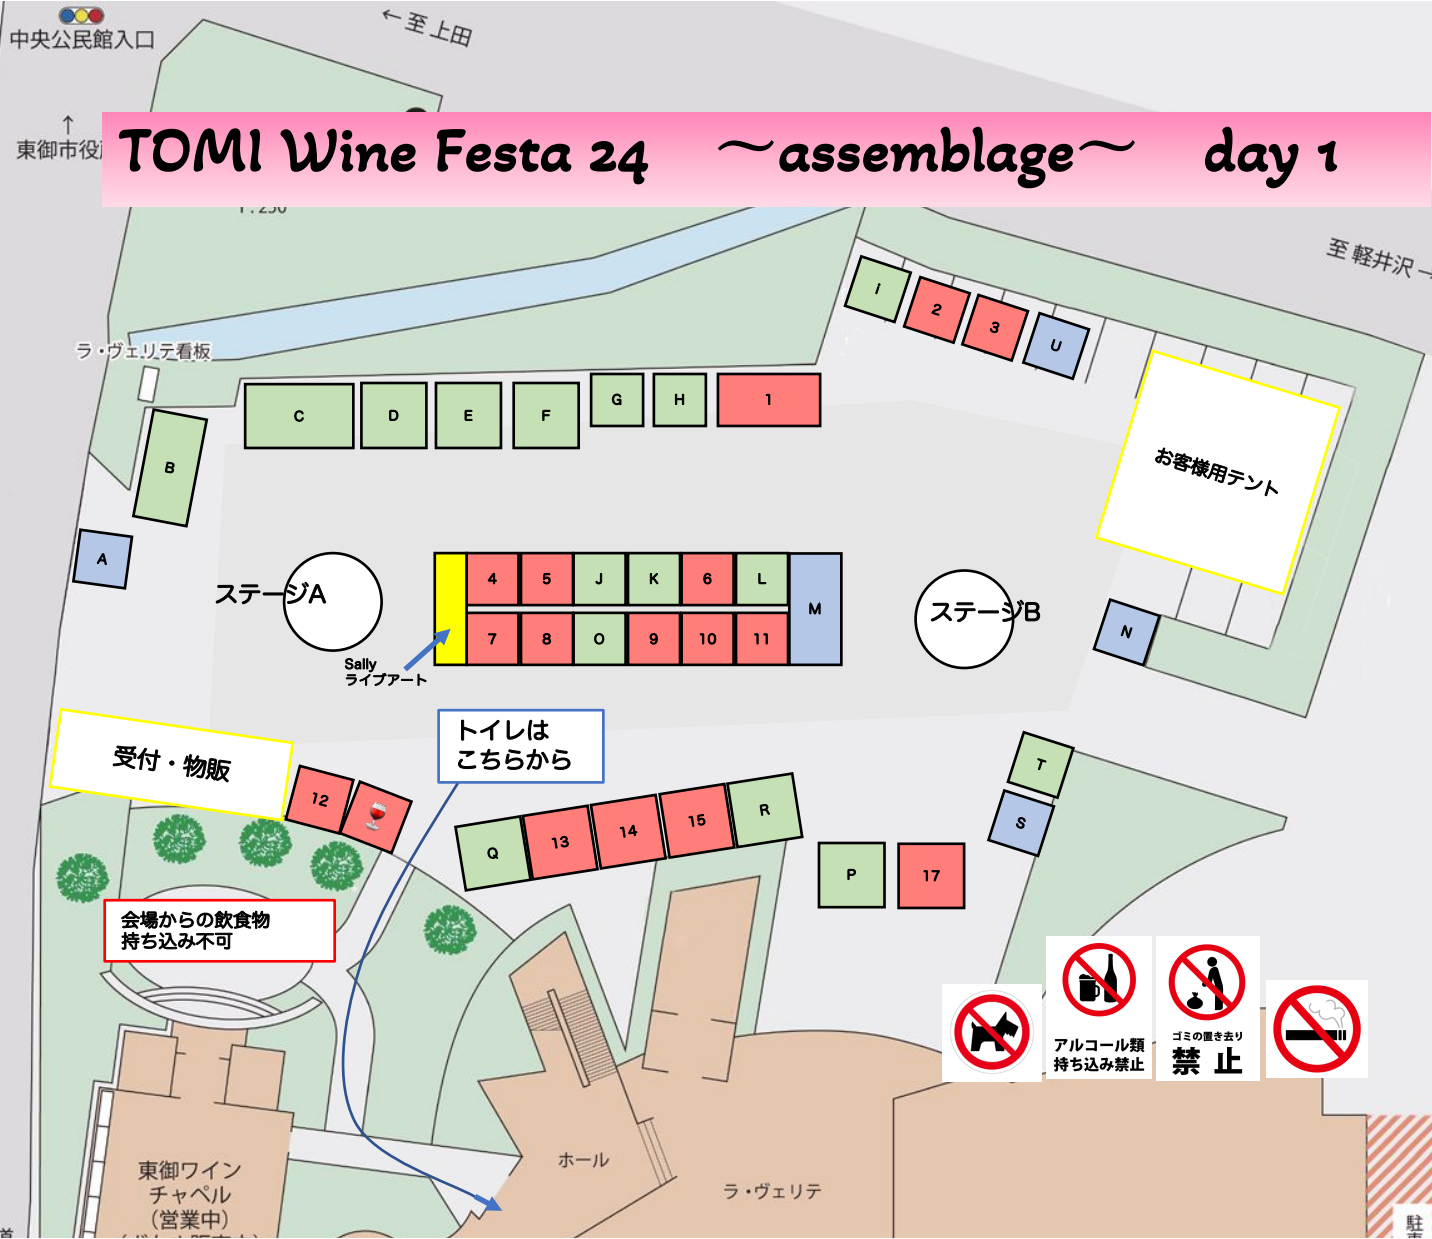 中央公民館入口
← 至 上田
↑
東御市役
TOMI Wine Festa 24 〜assemblage〜 day 1
至 軽井沢 →
ラ・ヴェリテ看板
i
2
3
U
C
D
E
F
G
H
1
B
お客様用テント
A
ステージA
4
5
J
K
6
L
M
7
8
O
9
10
11
ステージB
N
Sally
ライブアート
受付・物販
トイレは
こちらから
12
T
S
Q
13
14
15
R
P
17
会場からの飲食物
持ち込み不可
アルコール類
持ち込み禁止
ゴミの置き去り
禁止
ホール
ラ・ヴェリテ
東御ワイン
チャペル
（営業中）
駐